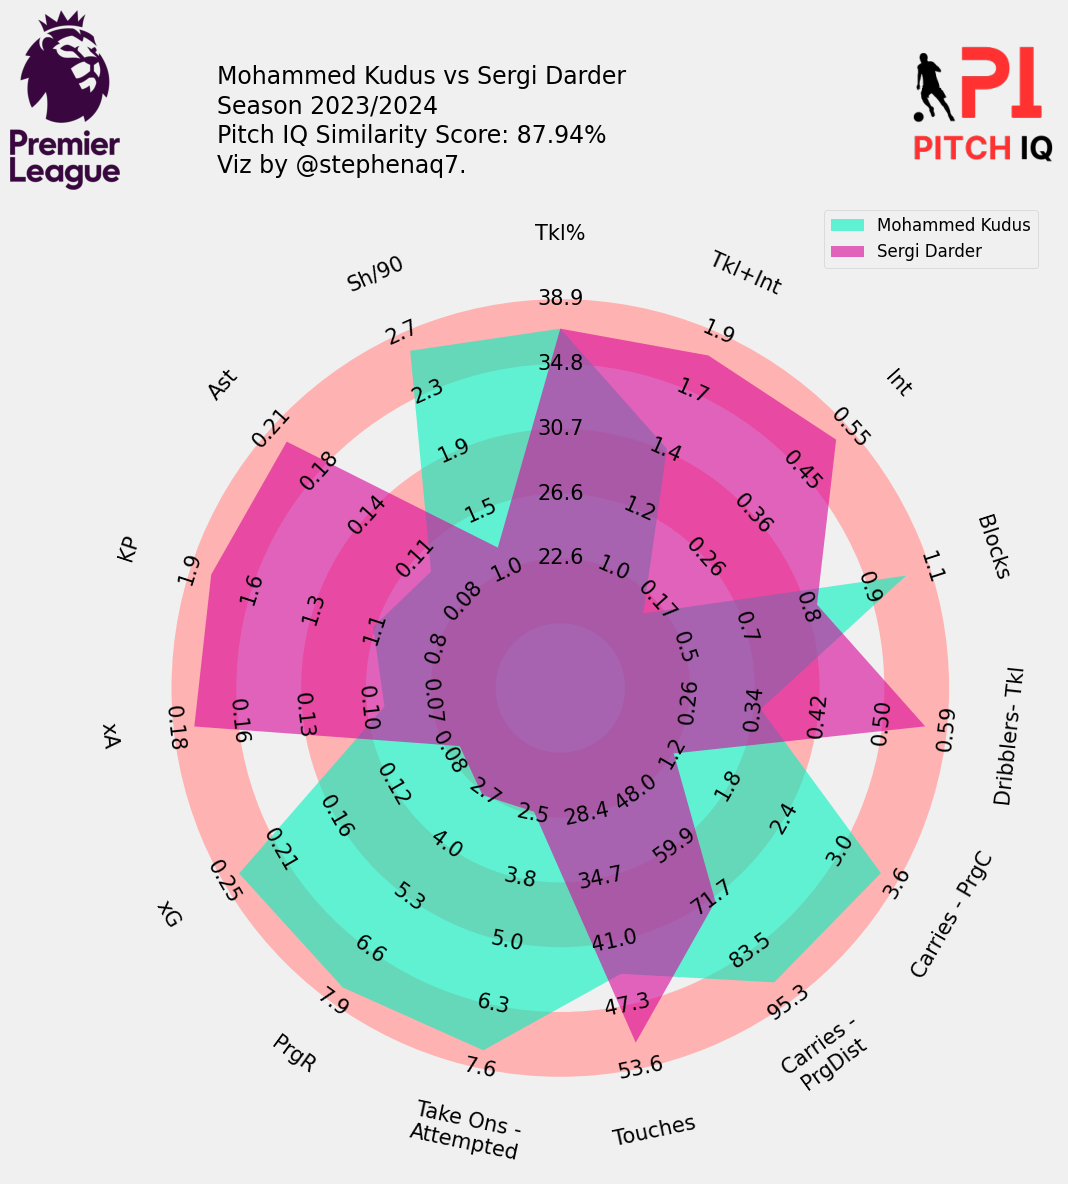 Premier
League
Mohammed Kudus vs Sergi Darder
Season 2023/2024
Pitch IQ Similarity Score: 87.94%
Viz by @stephenaq7.
PI
PITCH IQ
Mohammed Kudus
Sergi Darder
Tkl%
38.9
34.8
30.7
26.6
22.6
Tkl+Int
1.9
1.7
1.4
1.2
1.0
Int
0.55
0.45
0.36
0.26
0.17
Blocks
1.1
0.9
0.8
0.7
0.5
Dribblers- Tkl
0.59
0.50
0.42
0.34
0.26
Carries - PrgC
3.6
3.0
2.4
1.8
1.2
Carries -
PrgDist
95.3
83.5
71.7
59.9
48.0
Touches
53.6
47.3
41.0
34.7
28.4
Take Ons -
Attempted
7.6
6.3
5.0
3.8
2.5
PrgR
7.9
6.6
5.3
4.0
2.7
xG
0.25
0.21
0.16
0.12
0.08
xA
0.18
0.16
0.13
0.10
0.07
KP
1.9
1.6
1.3
1.1
0.8
Ast
0.21
0.18
0.14
0.11
0.08
Sh/90
2.7
2.3
1.9
1.5
1.0